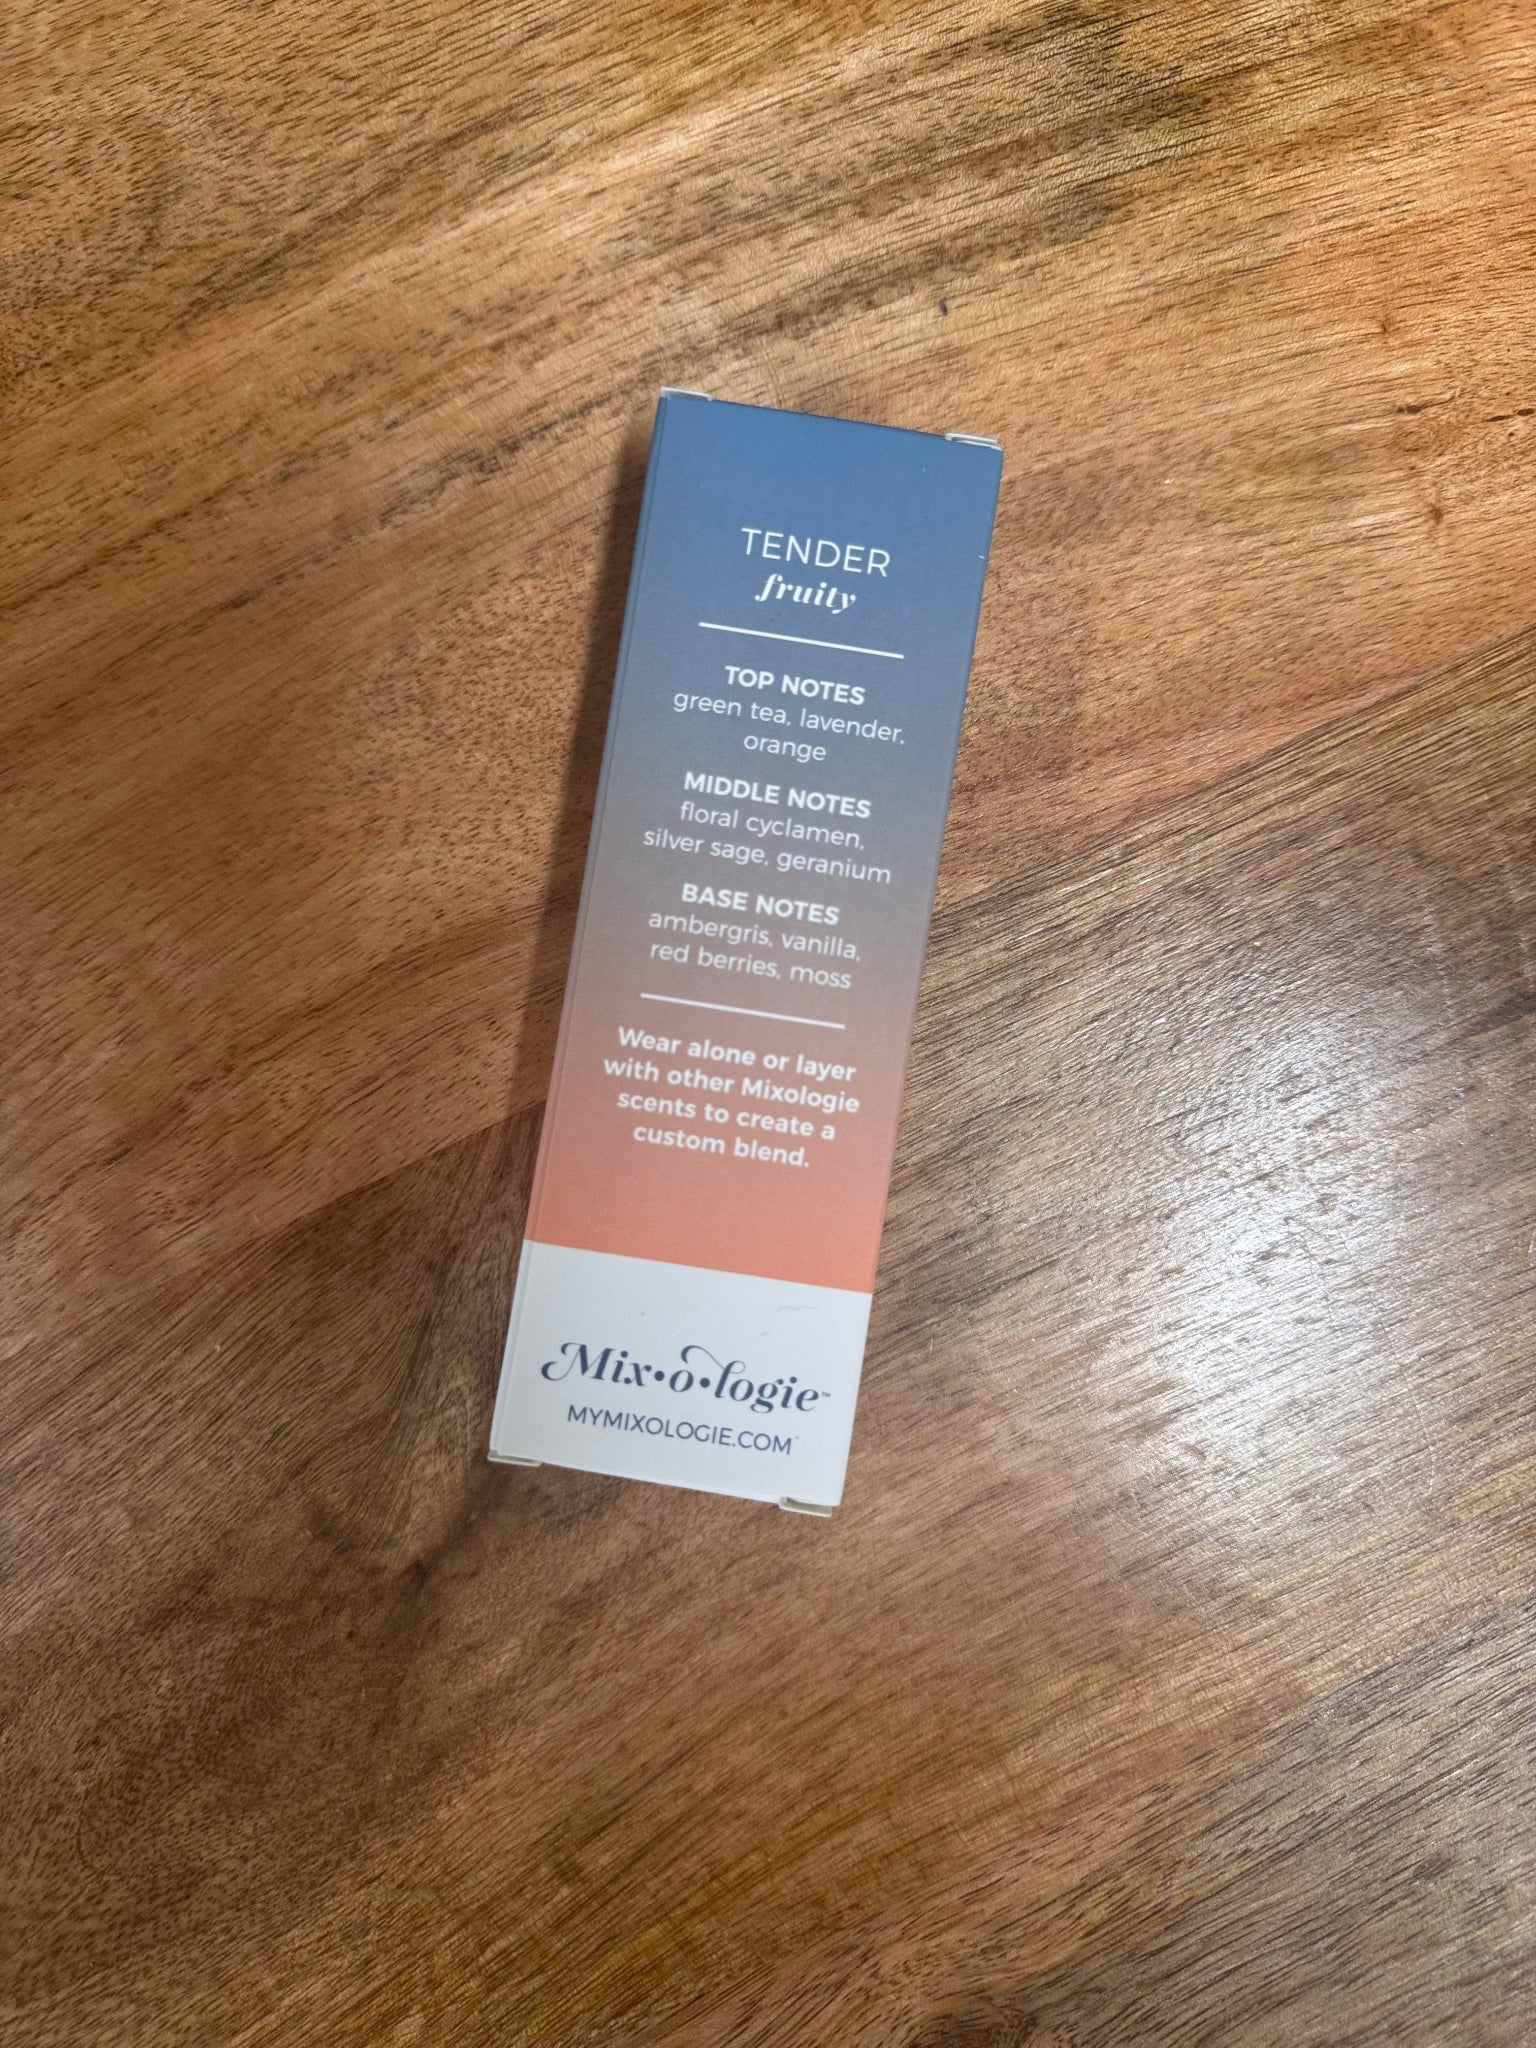 TENDER
fruity
TOP NOTES
green tea, lavender,
orange
MIDDLE NOTES
floral cyclamen,
silver sage, geranium
BASE NOTES
ambergris, vanilla,
red berries, moss
Wear alone or layer
with other Mixologie
scents to create a
custom blend.
Mix•o•logie™
MYMIXOLOGIE.COM